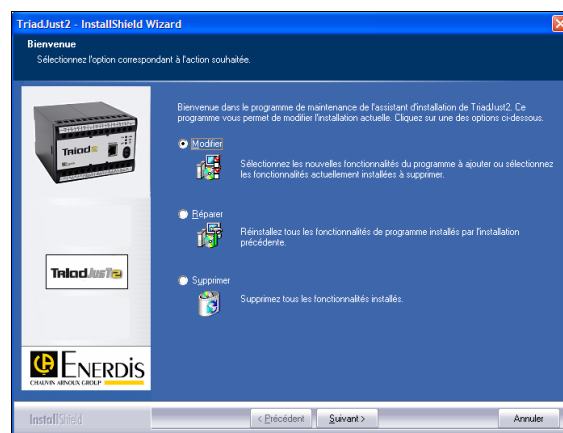 TriadJust2 - InstallShield Wizard
Bienvenue
Sélectionnez l'option correspondant à l'action souhaitée.
Bienvenue dans le programme de maintenance de l'assistant d'installation de TriadJust2. Ce
programme vous permet de modifier l'installation actuelle. Cliquez sur une des options ci-dessous.
Triad 2
Modifier
Sélectionnez les nouvelles fonctionnalités du programme à ajouter ou sélectionnez
les fonctionnalités actuellement installées à supprimer.
Réparer
Réinstallez tous les fonctionnalités de programme installés par l'installation
précédente.
TRIADJUST2
Supprimer
Supprimez tous les fonctionnalités installés.
ENERDIS
CHAUVIN ARNOUX GROUP
InstallShield
< Précédent
Suivant >
Annuler